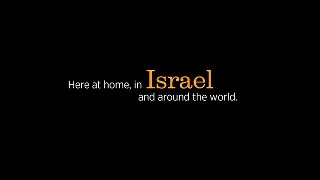 Here at home, in Israel
and around the world.